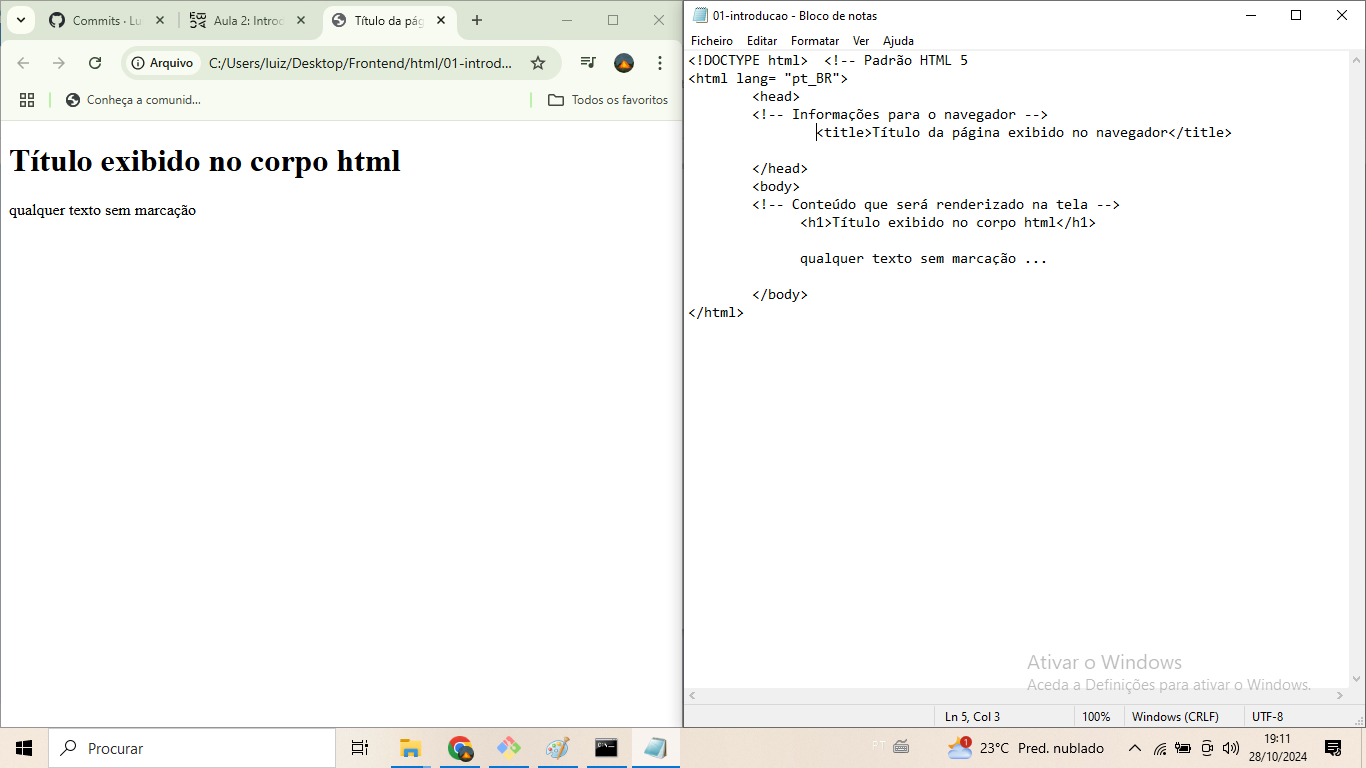 Commits · Lu
Aula 2: Introd
Título da pág
Arquivo
C:/Users/luiz/Desktop/Frontend/html/01-introd...
Conheça a comunid...
Todos os favoritos
Título exibido no corpo html
qualquer texto sem marcação
01-introducao - Bloco de notas
Ficheiro Editar Formatar Ver Ajuda
<!DOCTYPE html>  <!-- Padrão HTML 5
<html lang= "pt_BR">
<head>
<!-- Informações para o navegador -->
<title>Título da página exibido no navegador</title>
</head>
<body>
<!-- Conteúdo que será renderizado na tela -->
<h1>Título exibido no corpo html</h1>
qualquer texto sem marcação ...
</body>
</html>
Ativar o Windows
Aceda a Definições para ativar o Windows.
Ln 5, Col 3 100% Windows (CRLF) UTF-8
Procurar
PT
1
23°C Pred. nublado
19:11
28/10/2024